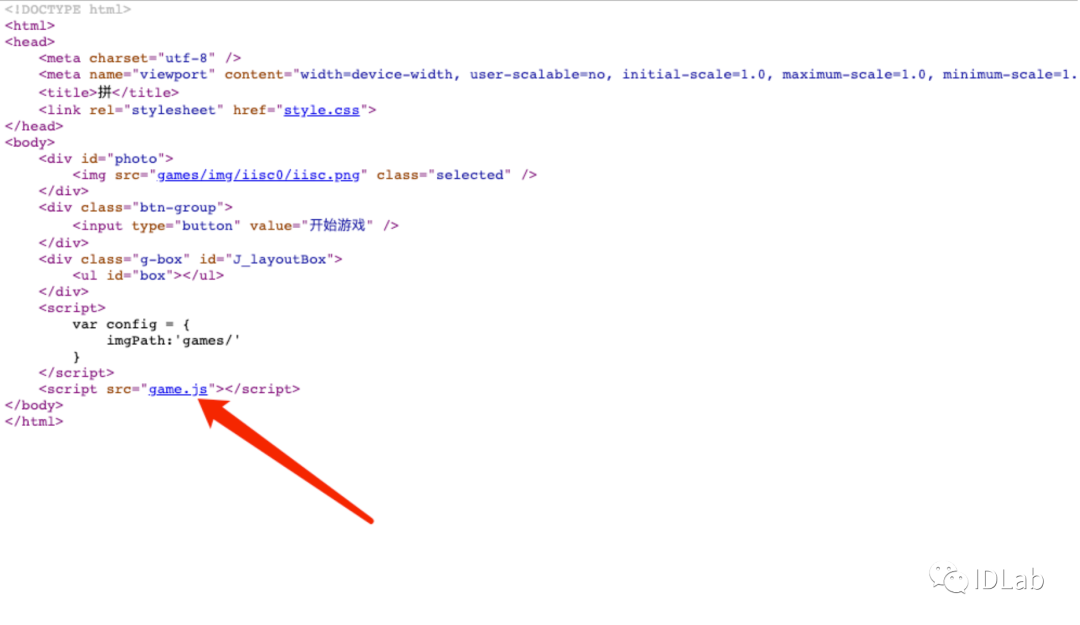 <!DOCTYPE html>
<html>
<head>
    <meta charset="utf-8" />
    <meta name="viewport" content="width=device-width, user-scalable=no, initial-scale=1.0, maximum-scale=1.0, minimum-scale=1.
    <title>拼</title>
    <link rel="stylesheet" href="style.css">
</head>
<body>
    <div id="photo">
        <img src="games/img/iisc0/iisc.png" class="selected" />
    </div>
    <div class="btn-group">
        <input type="button" value="开始游戏" />
    </div>
    <div class="g-box" id="J_layoutBox">
        <ul id="box"></ul>
    </div>
    <script>
        var config = {
            imgPath:'games/'
        }
    </script>
    <script src="game.js"></script>
</body>
</html>
IDLab